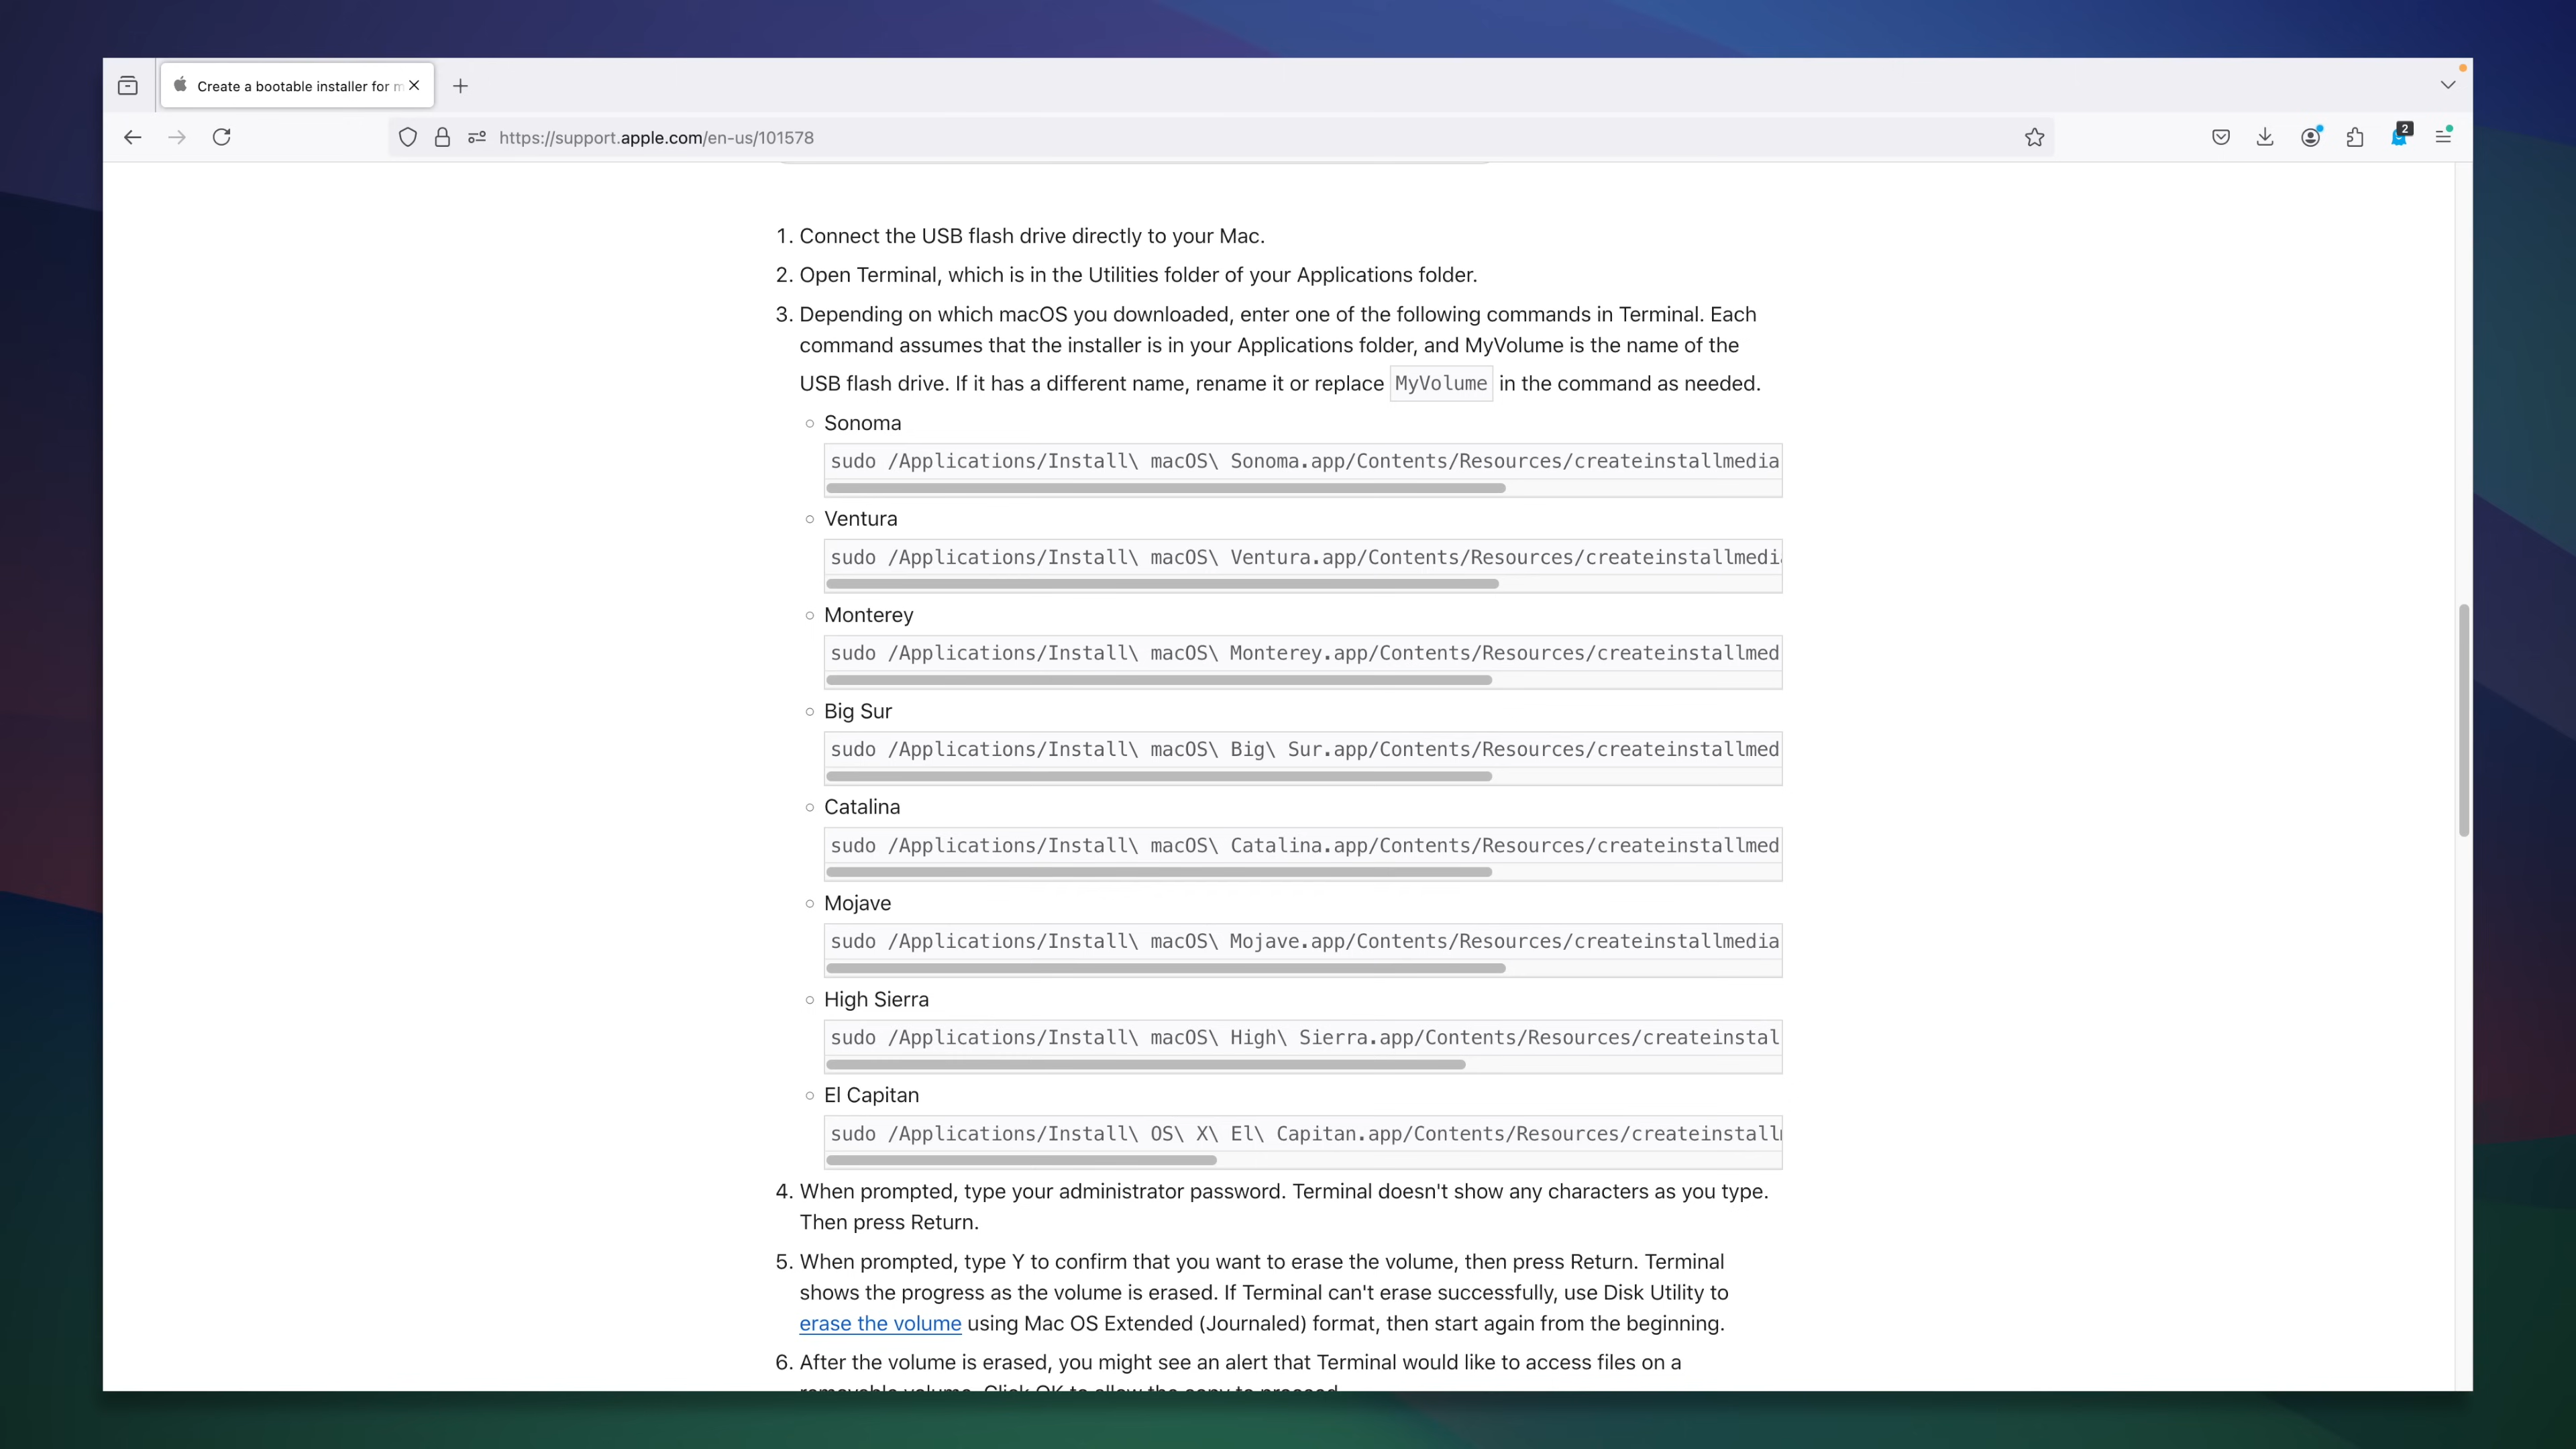 Create a bootable installer for m
https://support.apple.com/en-us/101578
2
1. Connect the USB flash drive directly to your Mac.
2. Open Terminal, which is in the Utilities folder of your Applications folder.
3. Depending on which macOS you downloaded, enter one of the following commands in Terminal. Each
command assumes that the installer is in your Applications folder, and MyVolume is the name of the
USB flash drive. If it has a different name, rename it or replace MyVolume in the command as needed.
Sonoma
sudo /Applications/Install\ macOS\ Sonoma.app/Contents/Resources/createinstallmedia
Ventura
sudo /Applications/Install\ macOS\ Ventura.app/Contents/Resources/createinstallmedia
Monterey
sudo /Applications/Install\ macOS\ Monterey.app/Contents/Resources/createinstallmed
Big Sur
sudo /Applications/Install\ macOS\ Big\ Sur.app/Contents/Resources/createinstallmed
Catalina
sudo /Applications/Install\ macOS\ Catalina.app/Contents/Resources/createinstallmed
Mojave
sudo /Applications/Install\ macOS\ Mojave.app/Contents/Resources/createinstallmedia
High Sierra
sudo /Applications/Install\ macOS\ High\ Sierra.app/Contents/Resources/createinstal
El Capitan
sudo /Applications/Install\ OS\ X\ El\ Capitan.app/Contents/Resources/createinstall
4. When prompted, type your administrator password. Terminal doesn't show any characters as you type.
Then press Return.
5. When prompted, type Y to confirm that you want to erase the volume, then press Return. Terminal
shows the progress as the volume is erased. If Terminal can't erase successfully, use Disk Utility to
erase the volume using Mac OS Extended (Journaled) format, then start again from the beginning.
6. After the volume is erased, you might see an alert that Terminal would like to access files on a
removable volume. Click OK to allow the copy to proceed.